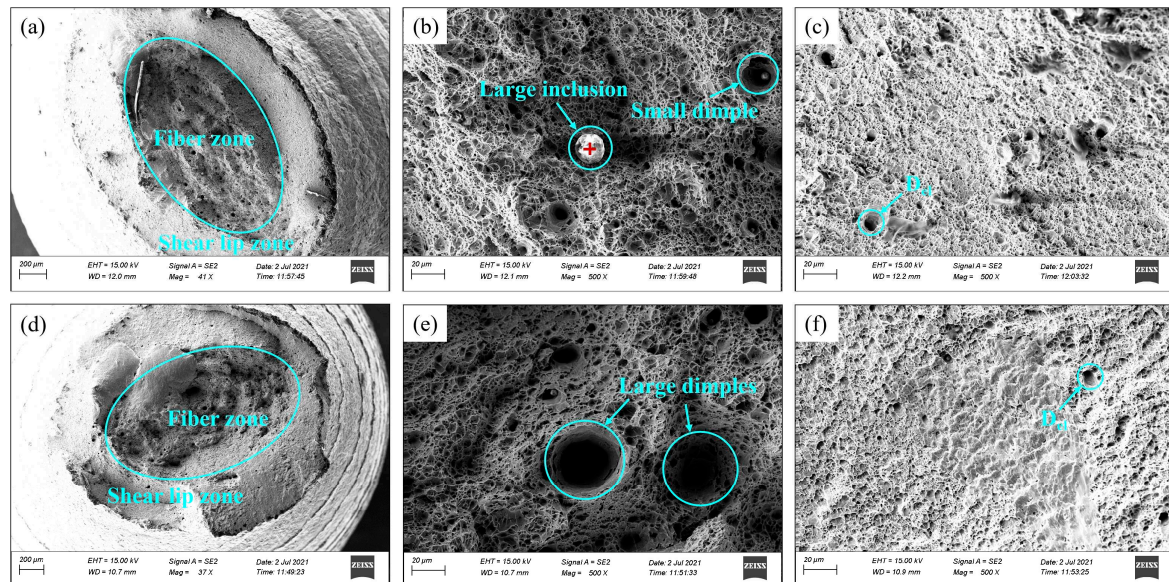 (a)
Fiber zone
Shear lip zone
200 μm
EHT = 15.00 kV
WD = 12.0 mm
Signal A = SE2
Mag = 41 X
Date: 2 Jul 2021
Time: 11:57:45
ZEISS
(b)
Large inclusion
Small dimple
20 μm
EHT = 15.00 kV
WD = 12.1 mm
Signal A = SE2
Mag = 500 X
Date: 2 Jul 2021
Time: 11:59:48
ZEISS
(c)
20 μm
EHT = 15.00 kV
WD = 12.2 mm
Signal A = SE2
Mag = 500 X
Date: 2 Jul 2021
Time: 12:03:32
ZEISS
(d)
Fiber zone
Shear lip zone
200 μm
EHT = 15.00 kV
WD = 10.7 mm
Signal A = SE2
Mag = 37 X
Date: 2 Jul 2021
Time: 11:49:23
ZEISS
(e)
Large dimples
20 μm
EHT = 15.00 kV
WD = 10.7 mm
Signal A = SE2
Mag = 500 X
Date: 2 Jul 2021
Time: 11:51:33
ZEISS
(f)
20 μm
EHT = 15.00 kV
WD = 10.9 mm
Signal A = SE2
Mag = 500 X
Date: 2 Jul 2021
Time: 11:53:25
ZEISS